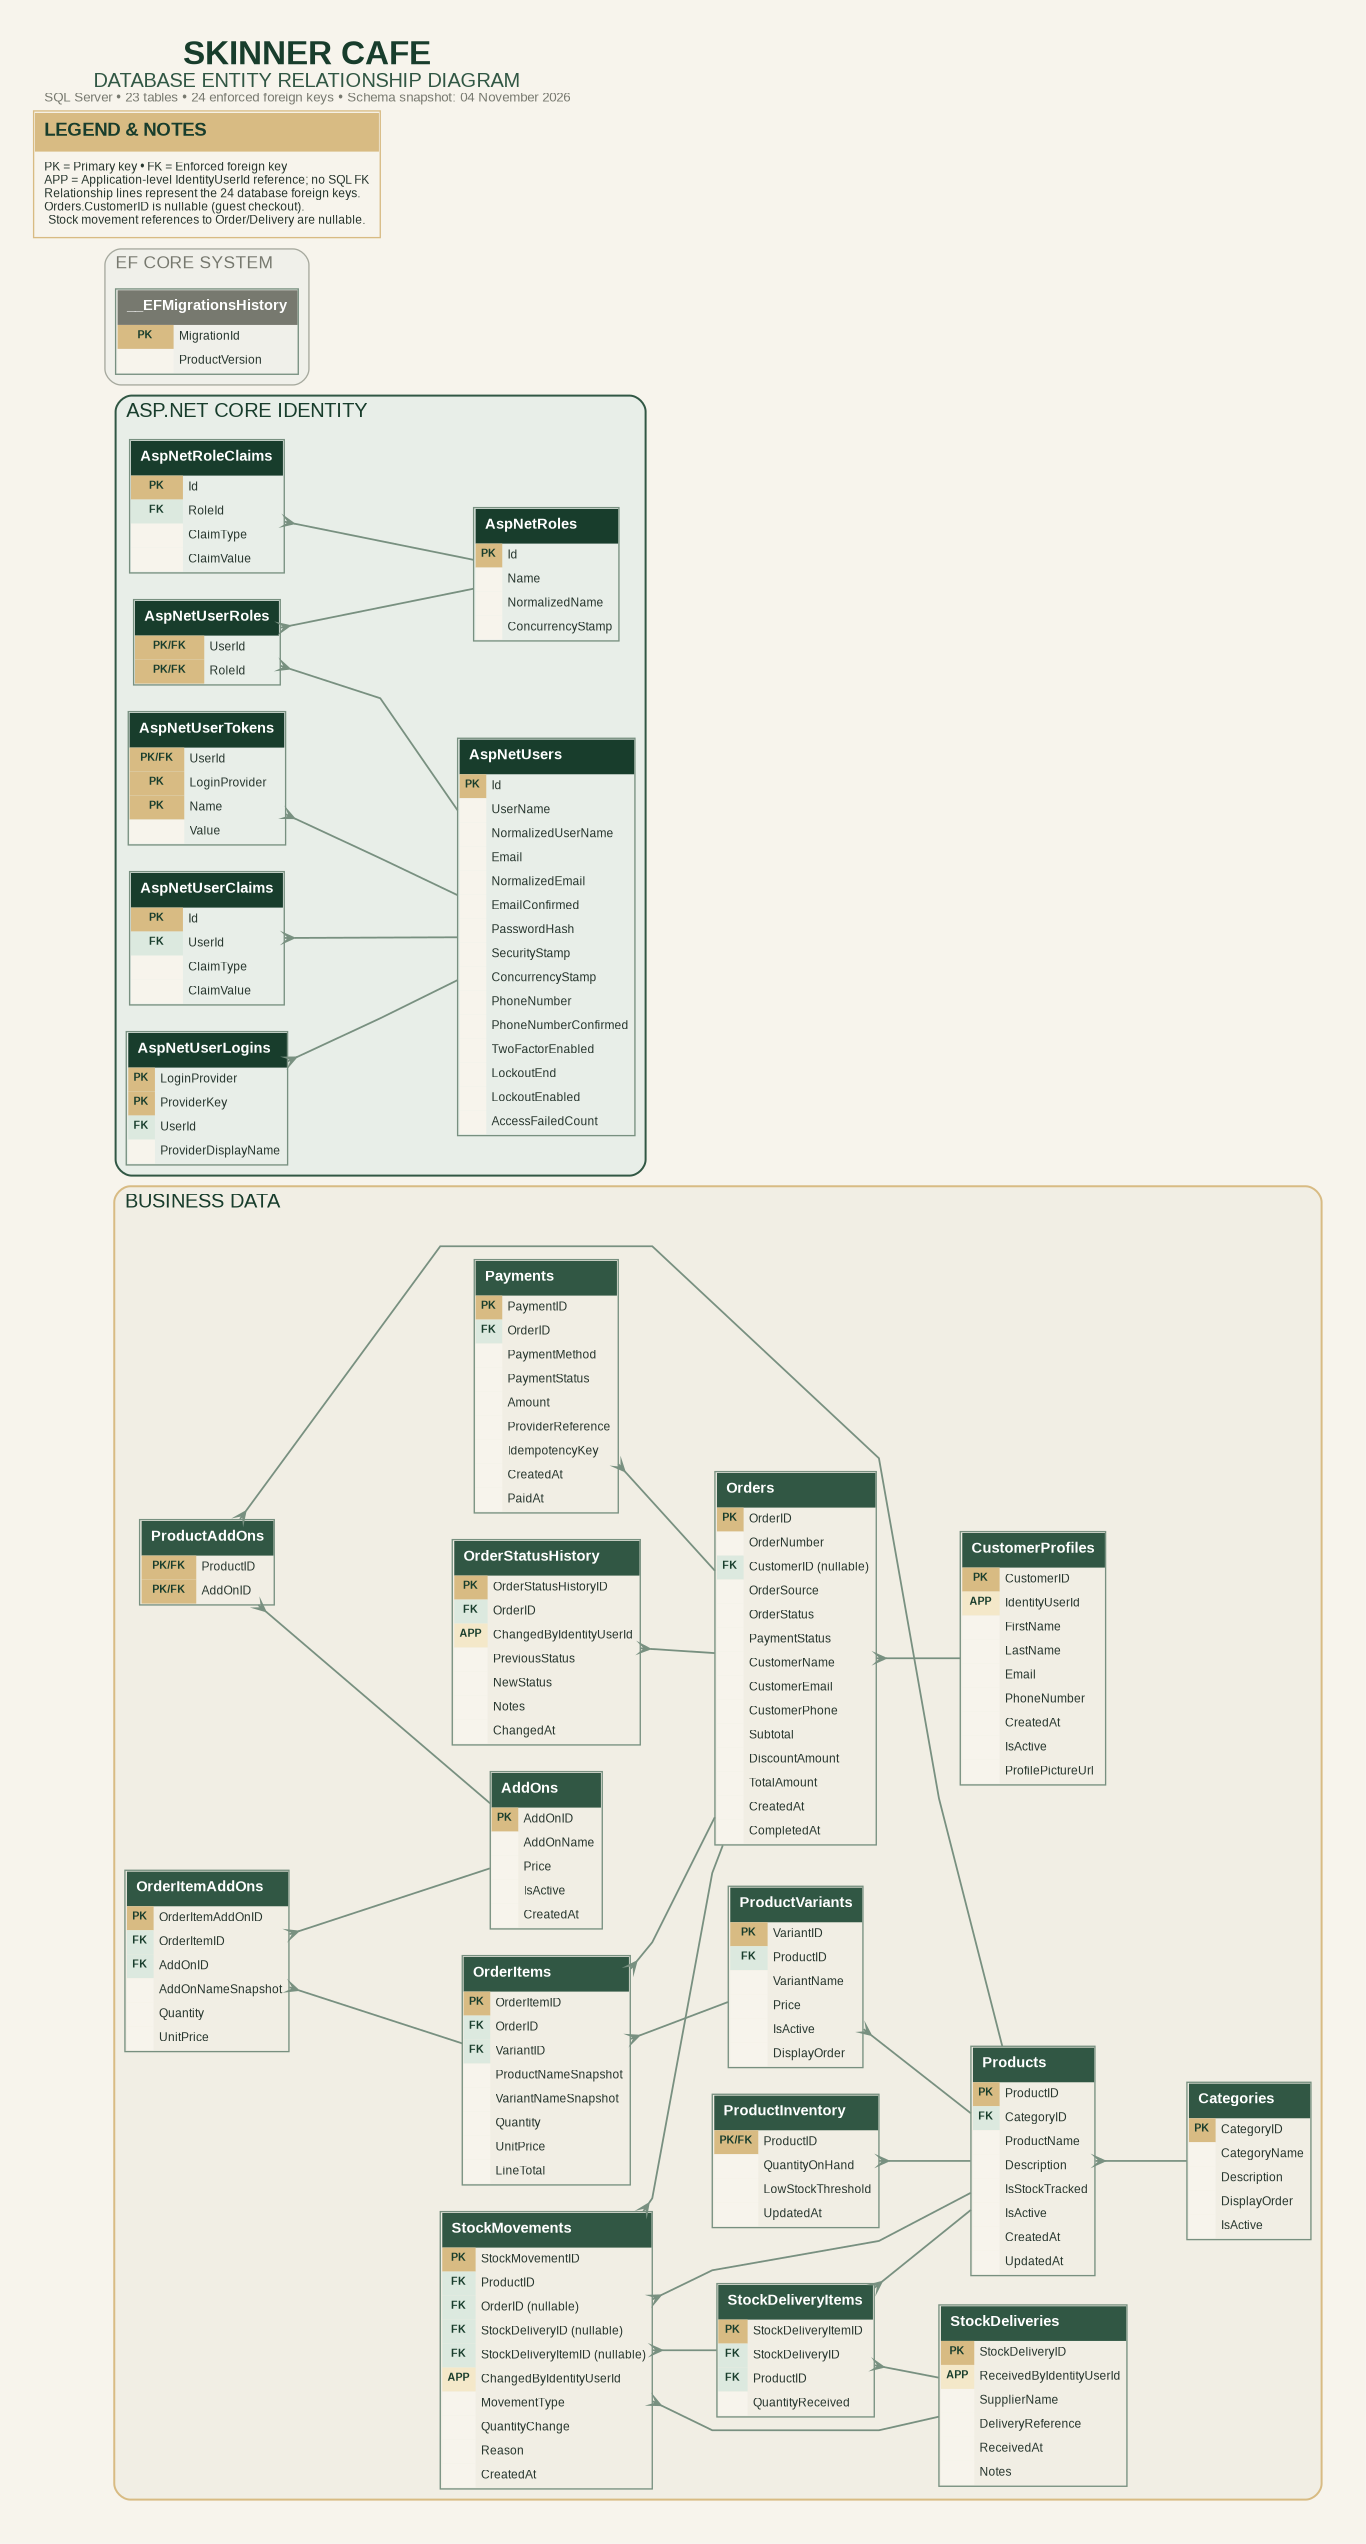 SKINNER CAFE
DATABASE ENTITY RELATIONSHIP DIAGRAM
SQL Server • 23 tables • 24 enforced foreign keys • Schema snapshot: 04 November 2026
LEGEND & NOTES
PK = Primary key • FK = Enforced foreign key
APP = Application-level IdentityUserId reference; no SQL FK
Relationship lines represent the 24 database foreign keys.
Orders.CustomerID is nullable (guest checkout).
Stock movement references to Order/Delivery are nullable.
EF CORE SYSTEM
__EFMigrationsHistory
PK MigrationId
ProductVersion
ASP.NET CORE IDENTITY
AspNetRoleClaims
PK Id
FK RoleId
ClaimType
ClaimValue
AspNetRoles
PK Id
Name
NormalizedName
ConcurrencyStamp
AspNetUserRoles
PK/FK UserId
PK/FK RoleId
AspNetUserTokens
PK/FK UserId
PK LoginProvider
PK Name
Value
AspNetUsers
PK Id
UserName
NormalizedUserName
Email
NormalizedEmail
EmailConfirmed
PasswordHash
SecurityStamp
ConcurrencyStamp
PhoneNumber
PhoneNumberConfirmed
TwoFactorEnabled
LockoutEnd
LockoutEnabled
AccessFailedCount
AspNetUserClaims
PK Id
FK UserId
ClaimType
ClaimValue
AspNetUserLogins
PK LoginProvider
PK ProviderKey
FK UserId
ProviderDisplayName
BUSINESS DATA
Payments
PK PaymentID
FK OrderID
PaymentMethod
PaymentStatus
Amount
ProviderReference
IdempotencyKey
CreatedAt
PaidAt
Orders
PK OrderID
OrderNumber
FK CustomerID (nullable)
OrderSource
OrderStatus
PaymentStatus
CustomerName
CustomerEmail
CustomerPhone
Subtotal
DiscountAmount
TotalAmount
CreatedAt
CompletedAt
ProductAddOns
PK/FK ProductID
PK/FK AddOnID
OrderStatusHistory
PK OrderStatusHistoryID
FK OrderID
APP ChangedByIdentityUserId
PreviousStatus
NewStatus
Notes
ChangedAt
CustomerProfiles
PK CustomerID
APP IdentityUserId
FirstName
LastName
Email
PhoneNumber
CreatedAt
IsActive
ProfilePictureUrl
AddOns
PK AddOnID
AddOnName
Price
IsActive
CreatedAt
OrderItemAddOns
PK OrderItemAddOnID
FK OrderItemID
FK AddOnID
AddOnNameSnapshot
Quantity
UnitPrice
ProductVariants
PK VariantID
FK ProductID
VariantName
Price
IsActive
DisplayOrder
OrderItems
PK OrderItemID
FK OrderID
FK VariantID
ProductNameSnapshot
VariantNameSnapshot
Quantity
UnitPrice
LineTotal
Products
PK ProductID
FK CategoryID
ProductName
Description
IsStockTracked
IsActive
CreatedAt
UpdatedAt
Categories
PK CategoryID
CategoryName
Description
DisplayOrder
IsActive
ProductInventory
PK/FK ProductID
QuantityOnHand
LowStockThreshold
UpdatedAt
StockMovements
PK StockMovementID
FK ProductID
FK OrderID (nullable)
FK StockDeliveryID (nullable)
FK StockDeliveryItemID (nullable)
APP ChangedByIdentityUserId
MovementType
QuantityChange
Reason
CreatedAt
StockDeliveryItems
PK StockDeliveryItemID
FK StockDeliveryID
FK ProductID
QuantityReceived
StockDeliveries
PK StockDeliveryID
APP ReceivedByIdentityUserId
SupplierName
DeliveryReference
ReceivedAt
Notes